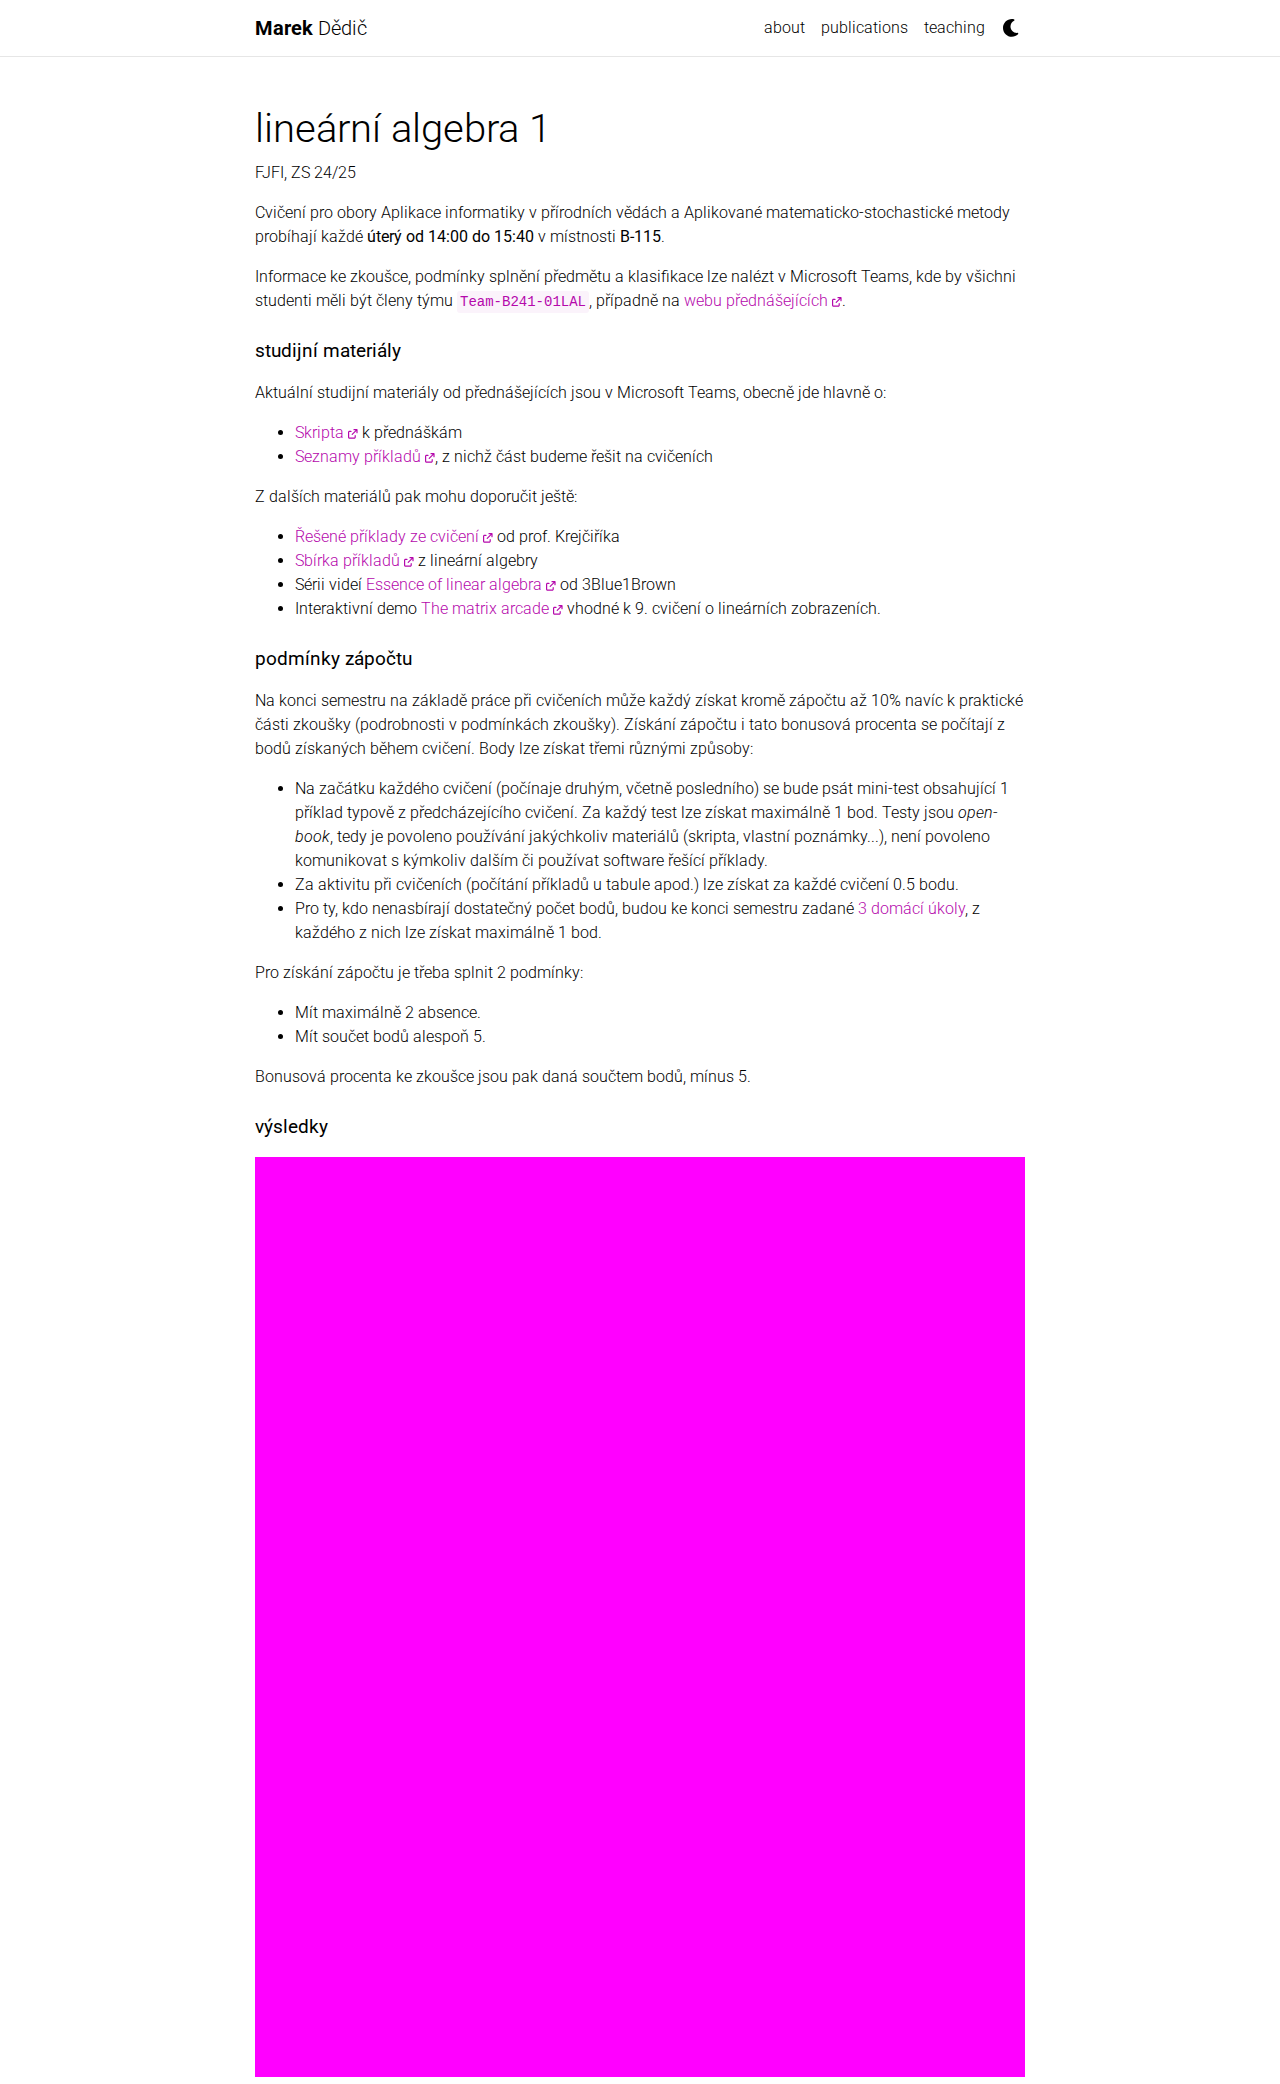 Marek Dědič
about publications teaching
lineární algebra 1
FJFI, ZS 24/25
Cvičení pro obory Aplikace informatiky v přírodních vědách a Aplikované matematicko-stochastické metody
probíhají každé úterý od 14:00 do 15:40 v místnosti B-115.
Informace ke zkoušce, podmínky splnění předmětu a klasifikace lze nalézt v Microsoft Teams, kde by všichni
studenti měli být členy týmu Team-B241-01LAL, případně na webu přednášejících.
studijní materiály
Aktuální studijní materiály od přednášejících jsou v Microsoft Teams, obecně jde hlavně o:
Skripta k přednáškám
Seznamy příkladů, z nichž část budeme řešit na cvičeních
Z dalších materiálů pak mohu doporučit ještě:
Řešené příklady ze cvičení od prof. Krejčiříka
Sbírka příkladů z lineární algebry
Sérii videí Essence of linear algebra od 3Blue1Brown
Interaktivní demo The matrix arcade vhodné k 9. cvičení o lineárních zobrazeních.
podmínky zápočtu
Na konci semestru na základě práce při cvičeních může každý získat kromě zápočtu až 10% navíc k praktické
části zkoušky (podrobnosti v podmínkách zkoušky). Získání zápočtu i tato bonusová procenta se počítají z
bodů získaných během cvičení. Body lze získat třemi různými způsoby:
Na začátku každého cvičení (počínaje druhým, včetně posledního) se bude psát mini-test obsahující 1
příklad typově z předcházejícího cvičení. Za každý test lze získat maximálně 1 bod. Testy jsou open-
book, tedy je povoleno používání jakýchkoliv materiálů (skripta, vlastní poznámky...), není povoleno
komunikovat s kýmkoliv dalším či používat software řešící příklady.
Za aktivitu při cvičeních (počítání příkladů u tabule apod.) lze získat za každé cvičení 0.5 bodu.
Pro ty, kdo nenasbírají dostatečný počet bodů, budou ke konci semestru zadané 3 domácí úkoly, z
každého z nich lze získat maximálně 1 bod.
Pro získání zápočtu je třeba splnit 2 podmínky:
Mít maximálně 2 absence.
Mít součet bodů alespoň 5.
Bonusová procenta ke zkoušce jsou pak daná součtem bodů, mínus 5.
výsledky